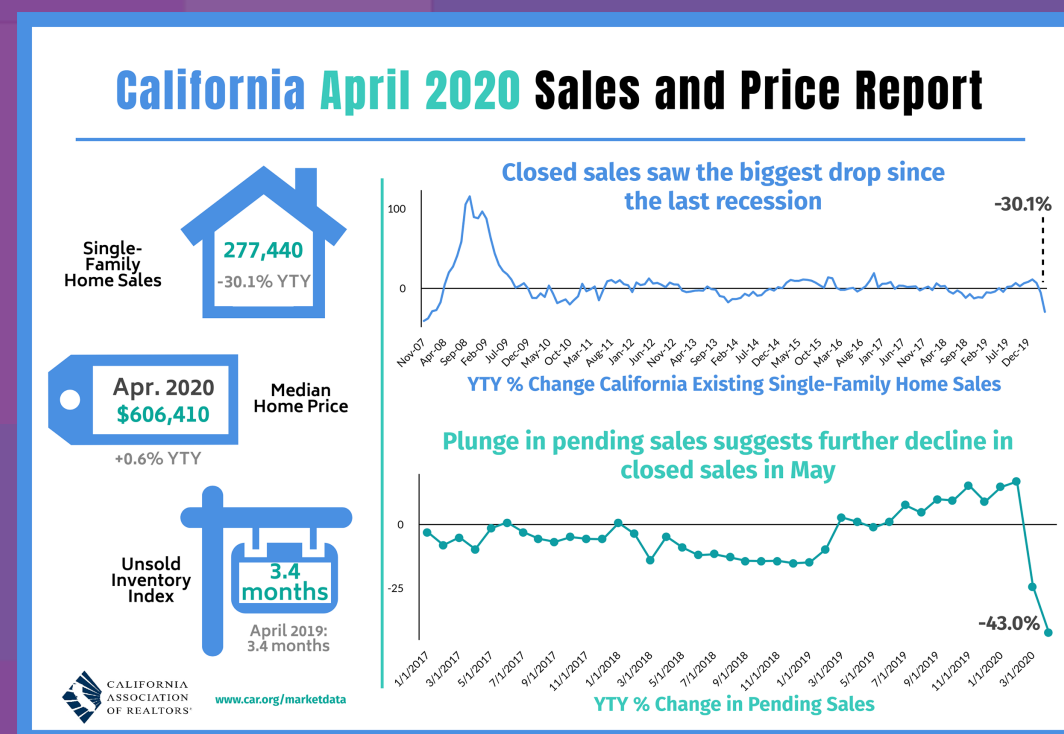 California April 2020 Sales and Price Report
Single-
Family
Home Sales
277,440
-30.1% YTY
Apr. 2020
$606,410
Median
Home Price
+0.6% YTY
Unsold
Inventory
Index
3.4
months
April 2019:
3.4 months
CALIFORNIA
ASSOCIATION
OF REALTORS®
www.car.org/marketdata
Closed sales saw the biggest drop since
the last recession
-30.1%
100
0
Nov-07 Apr-08 Sep-08 Feb-09 Jul-09 Dec-09 May-10 Oct-10 Mar-11 Aug-11 Jan-12 Jun-12 Nov-12 Apr-13 Sep-13 Feb-14 Jul-14 Dec-14 May-15 Oct-15 Mar-16 Aug-16 Jan-17 Jun-17 Nov-17 Apr-18 Sep-18 Feb-19 Jul-19 Dec-19
YTY % Change California Existing Single-Family Home Sales
Plunge in pending sales suggests further decline in
closed sales in May
0
-25
-43.0%
1/1/2017 3/1/2017 5/1/2017 7/1/2017 9/1/2017 11/1/2017 1/1/2018 3/1/2018 5/1/2018 7/1/2018 9/1/2018 11/1/2018 1/1/2019 3/1/2019 5/1/2019 7/1/2019 9/1/2019 11/1/2019 1/1/2020 3/1/2020
YTY % Change in Pending Sales